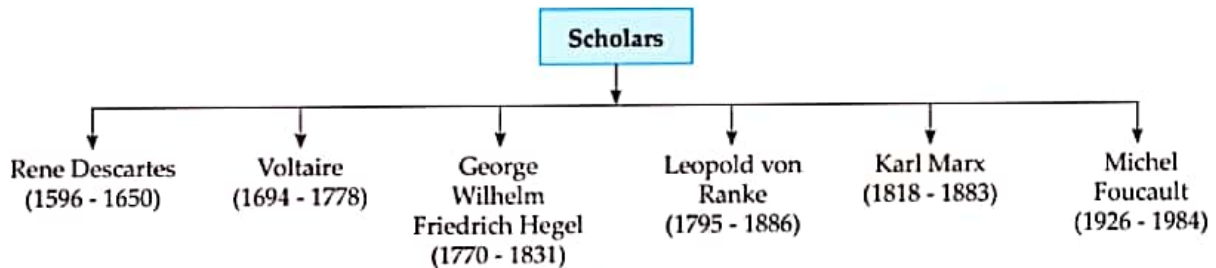 Scholars
Rene Descartes
(1596 - 1650)
Voltaire
(1694 - 1778)
George
Wilhelm
Friedrich Hegel
(1770 - 1831)
Leopold von
Ranke
(1795 - 1886)
Karl Marx
(1818 - 1883)
Michel
Foucault
(1926 - 1984)